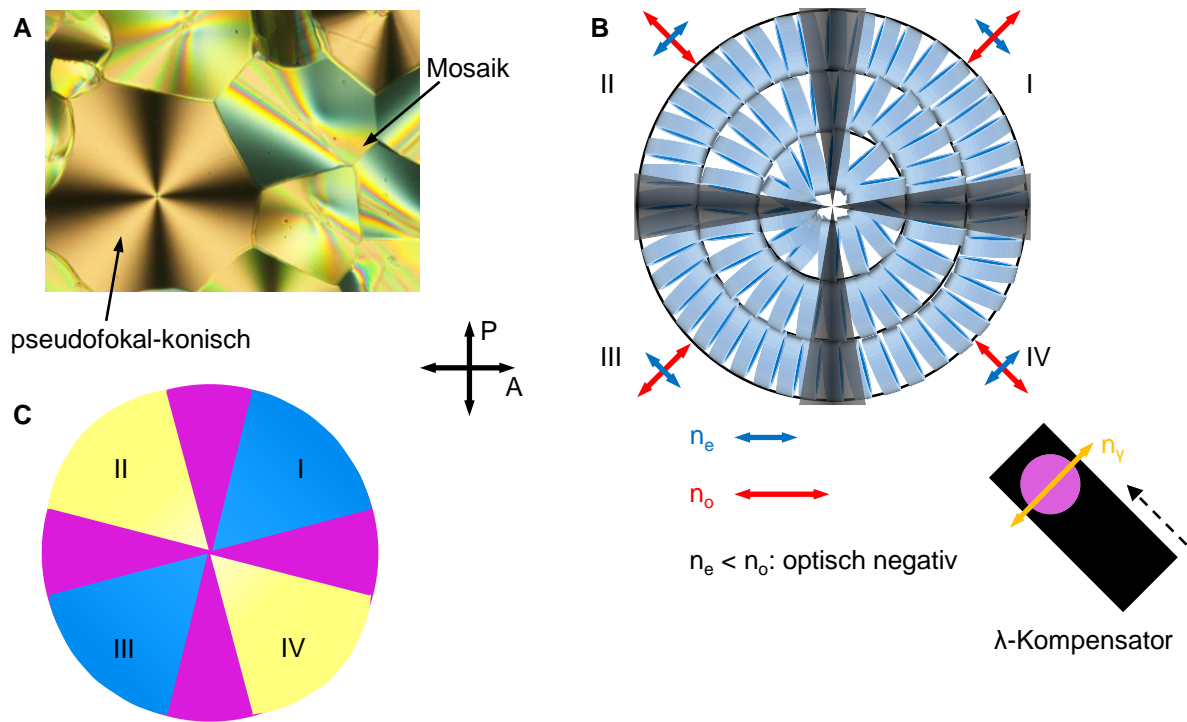 A
Mosaik
pseudofokal-konisch
P
A
B
II
I
III
IV
nₑ
nₒ
nₑ < nₒ: optisch negativ
nᵧ
λ-Kompensator
C
II
I
III
IV